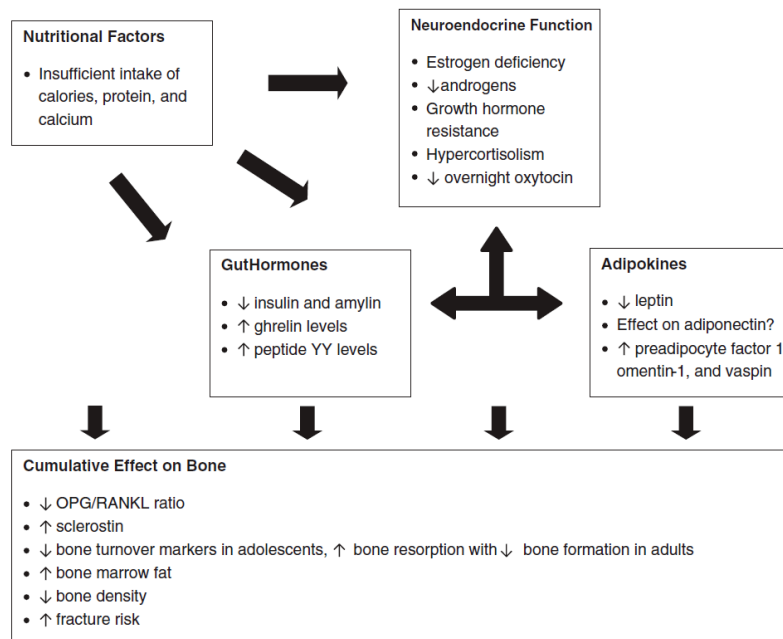 Nutritional Factors
• Insufficient intake of
calories, protein, and
calcium
Neuroendocrine Function
• Estrogen deficiency
• ↓androgens
• Growth hormone
resistance
• Hypercortisolism
• ↓ overnight oxytocin
GutHormones
• ↓ insulin and amylin
• ↑ ghrelin levels
• ↑ peptide YY levels
Adipokines
• ↓ leptin
• Effect on adiponectin?
• ↑ preadipocyte factor 1
omentin-1, and vaspin
Cumulative Effect on Bone
• ↓ OPG/RANKL ratio
• ↑ sclerostin
• ↓ bone turnover markers in adolescents, ↑ bone resorption with ↓ bone formation in adults
• ↑ bone marrow fat
• ↓ bone density
• ↑ fracture risk